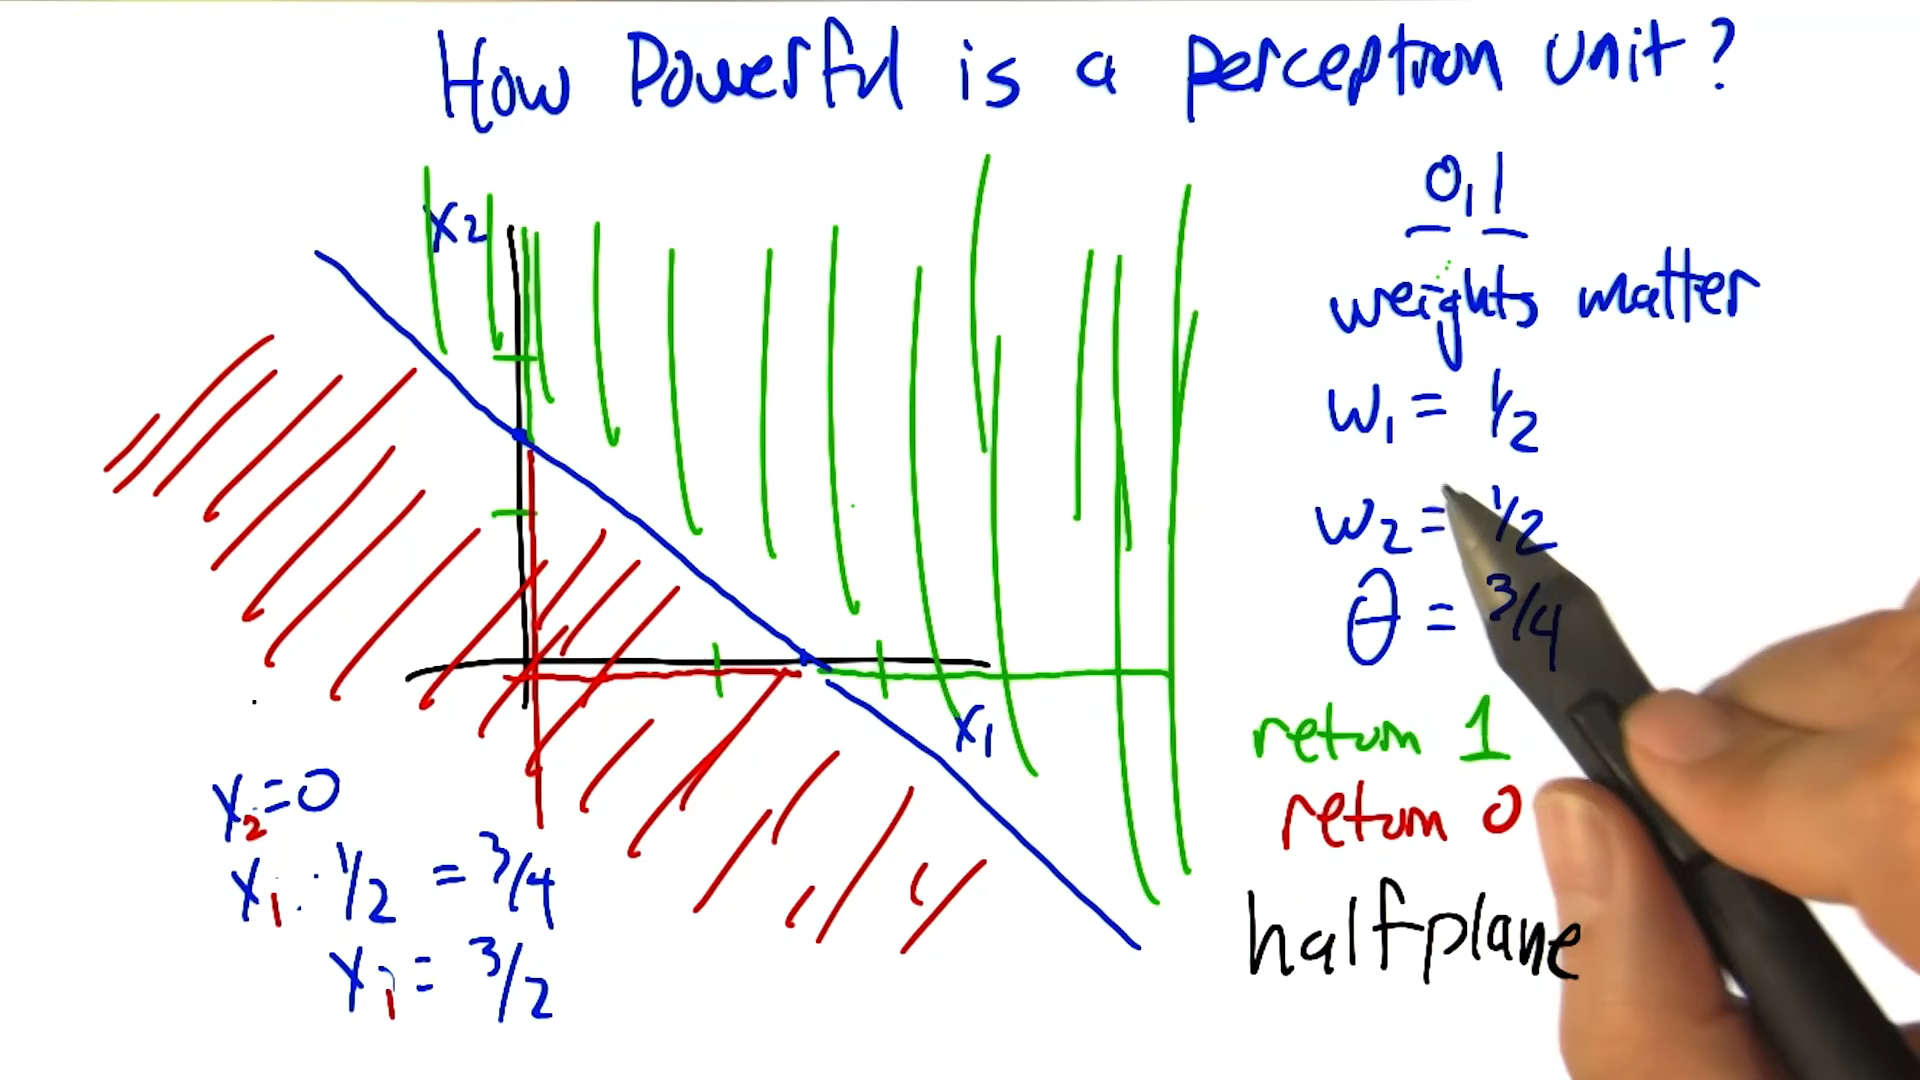 How Powerful is a perceptron unit?
0,1
weights matter
X2
w1 = 1/2
w2 = 1/2
θ = 3/4
X1
return 1
return 0
X2=0
X1 · 1/2 = 3/4
X1 = 3/2
halfplane